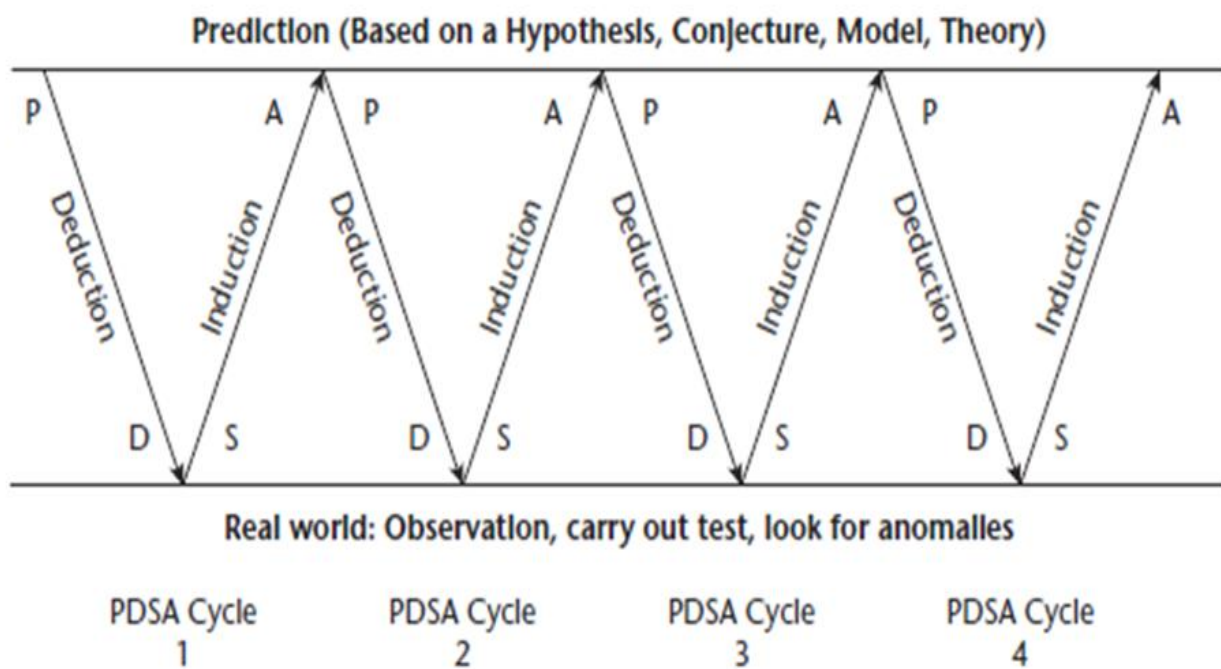 Prediction (Based on a Hypothesis, Conjecture, Model, Theory)
P A P A P A P A
Deduction Induction Deduction Induction Deduction Induction Deduction Induction
D S D S D S D S
Real world: Observation, carry out test, look for anomalies
PDSA Cycle PDSA Cycle PDSA Cycle PDSA Cycle
1 2 3 4